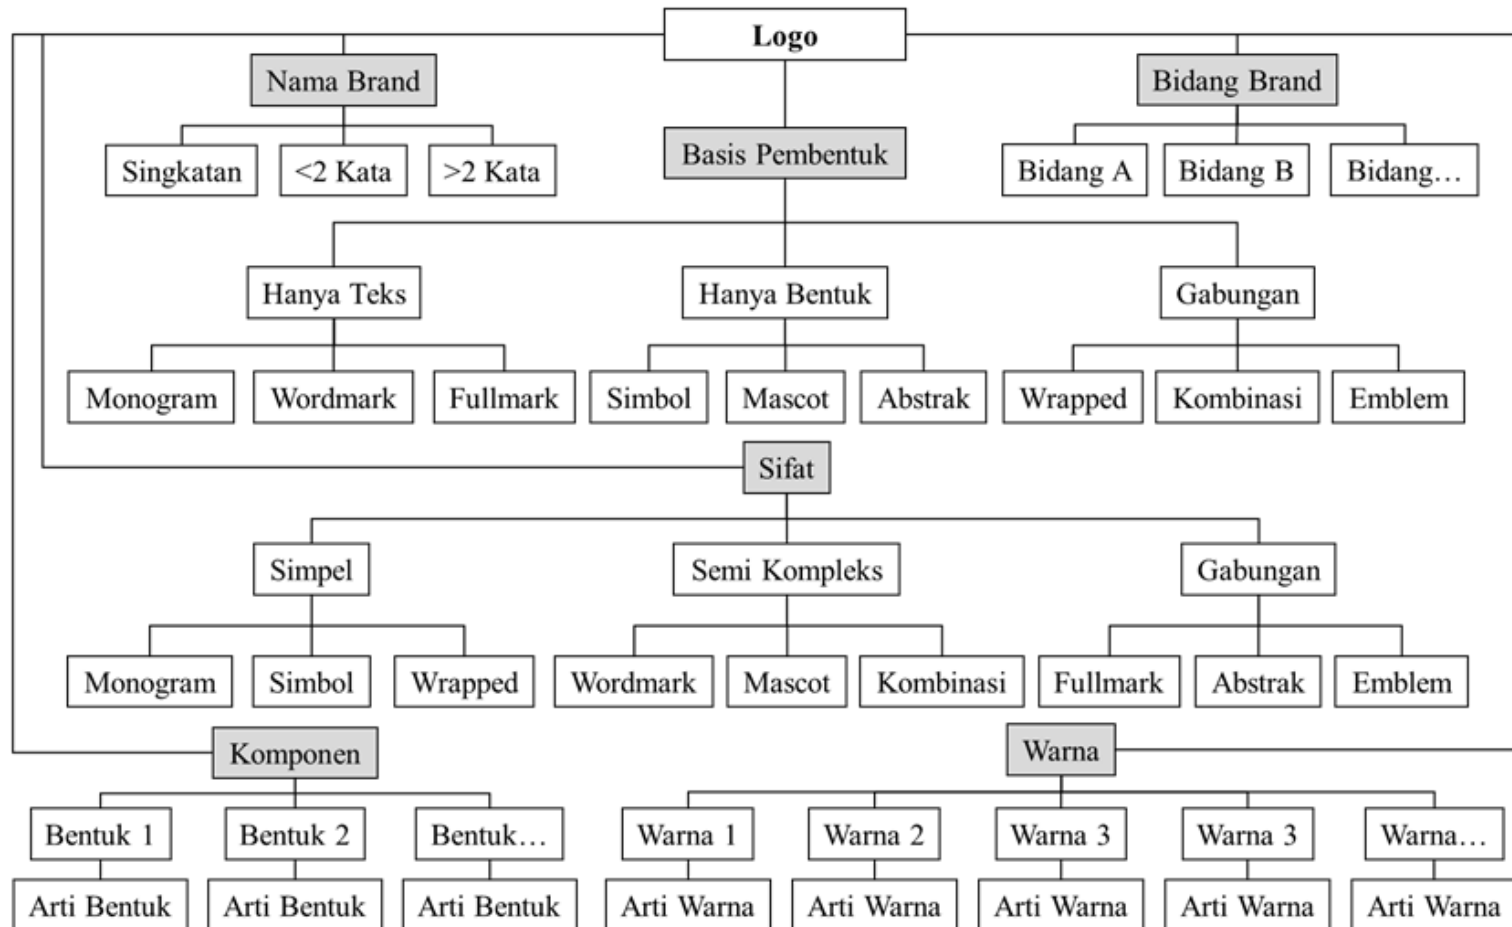 Logo
Nama Brand
Bidang Brand
Singkatan
<2 Kata
>2 Kata
Basis Pembentuk
Bidang A
Bidang B
Bidang…
Hanya Teks
Hanya Bentuk
Gabungan
Monogram
Wordmark
Fullmark
Simbol
Mascot
Abstrak
Wrapped
Kombinasi
Emblem
Sifat
Simpel
Semi Kompleks
Gabungan
Monogram
Simbol
Wrapped
Wordmark
Mascot
Kombinasi
Fullmark
Abstrak
Emblem
Komponen
Warna
Bentuk 1
Bentuk 2
Bentuk…
Warna 1
Warna 2
Warna 3
Warna 3
Warna…
Arti Bentuk
Arti Bentuk
Arti Bentuk
Arti Warna
Arti Warna
Arti Warna
Arti Warna
Arti Warna